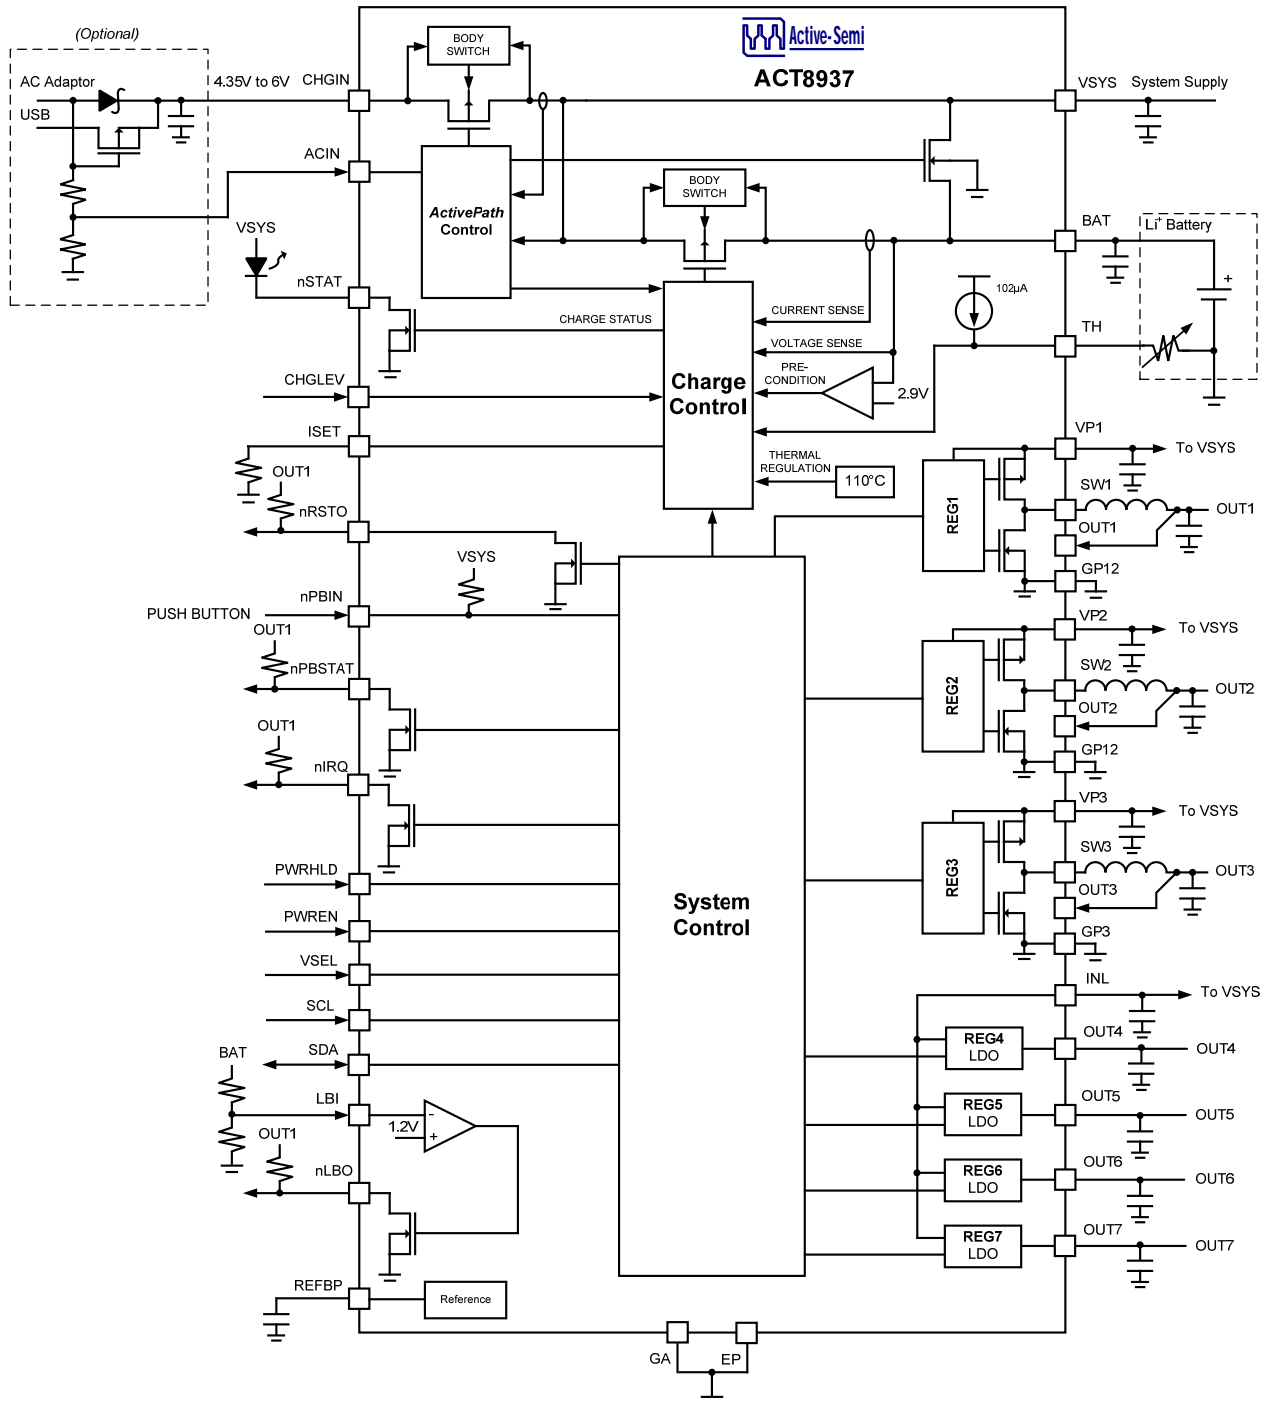 (Optional)
AC Adaptor
USB
4.35V to 6V
CHGIN
BODY
SWITCH
Active-Semi
ACT8937
VSYS
System Supply
ACIN
VSYS
nSTAT
ActivePath
Control
BODY
SWITCH
BAT
Li+ Battery
+
102µA
TH
CHARGE STATUS
CURRENT SENSE
VOLTAGE SENSE
PRE-
CONDITION
2.9V
Charge
Control
CHGLEV
ISET
OUT1
nRSTO
THERMAL
REGULATION
110°C
VP1
To VSYS
REG1
SW1
OUT1
OUT1
GP12
VSYS
nPBIN
PUSH BUTTON
OUT1
nPBSTAT
VP2
To VSYS
REG2
SW2
OUT2
OUT2
GP12
OUT1
nIRQ
VP3
To VSYS
REG3
SW3
OUT3
OUT3
GP3
PWRHLD
PWREN
VSEL
SCL
SDA
System
Control
INL
To VSYS
REG4
LDO
OUT4
OUT4
REG5
LDO
OUT5
OUT5
REG6
LDO
OUT6
OUT6
REG7
LDO
OUT7
OUT7
BAT
LBI
1.2V
-
+
OUT1
nLBO
REFBP
Reference
GA
EP